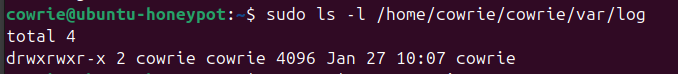 cowrie@ubuntu-honeypot:~$ sudo ls -l /home/cowrie/cowrie/var/log
total 4
drwxrwxr-x 2 cowrie cowrie 4096 Jan 27 10:07 cowrie